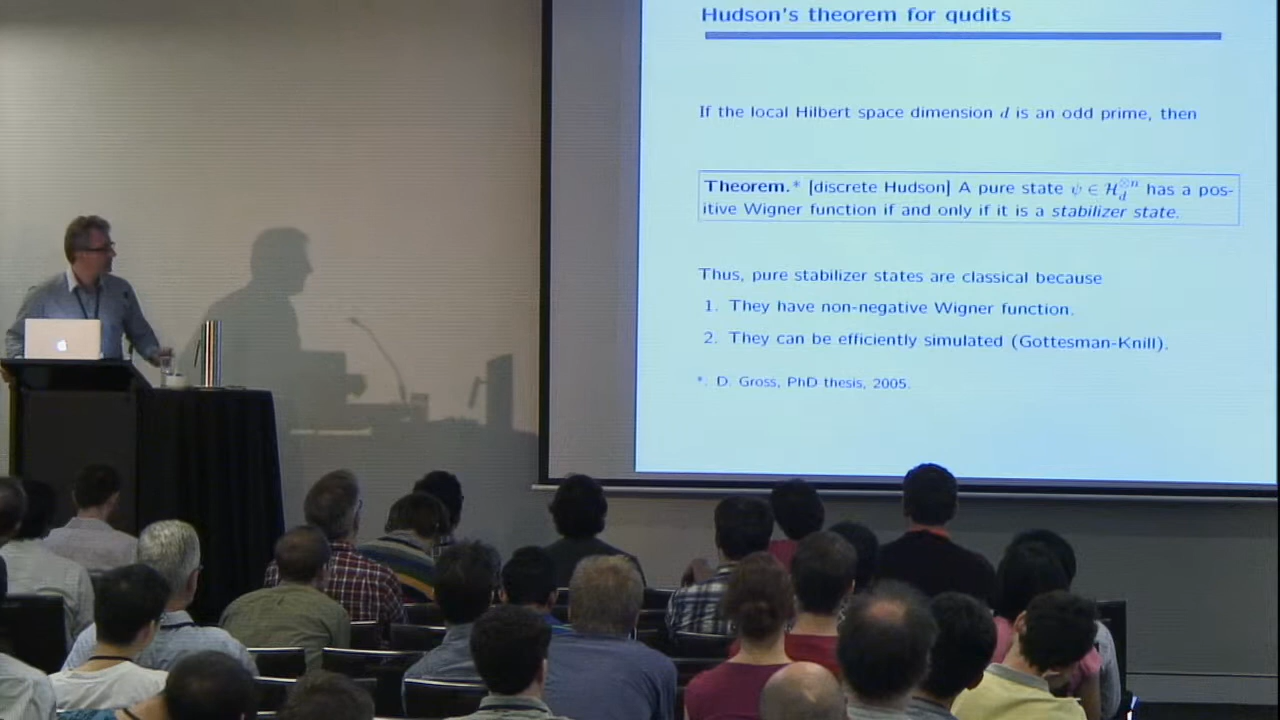 Hudson's theorem for qudits
If the local Hilbert space dimension d is an odd prime, then
Theorem.* [discrete Hudson] A pure state ψ ∈ ℋ_d^{⊗n} has a pos-
itive Wigner function if and only if it is a stabilizer state.
Thus, pure stabilizer states are classical because
1. They have non-negative Wigner function.
2. They can be efficiently simulated (Gottesman-Knill).
*. D. Gross, PhD thesis, 2005.